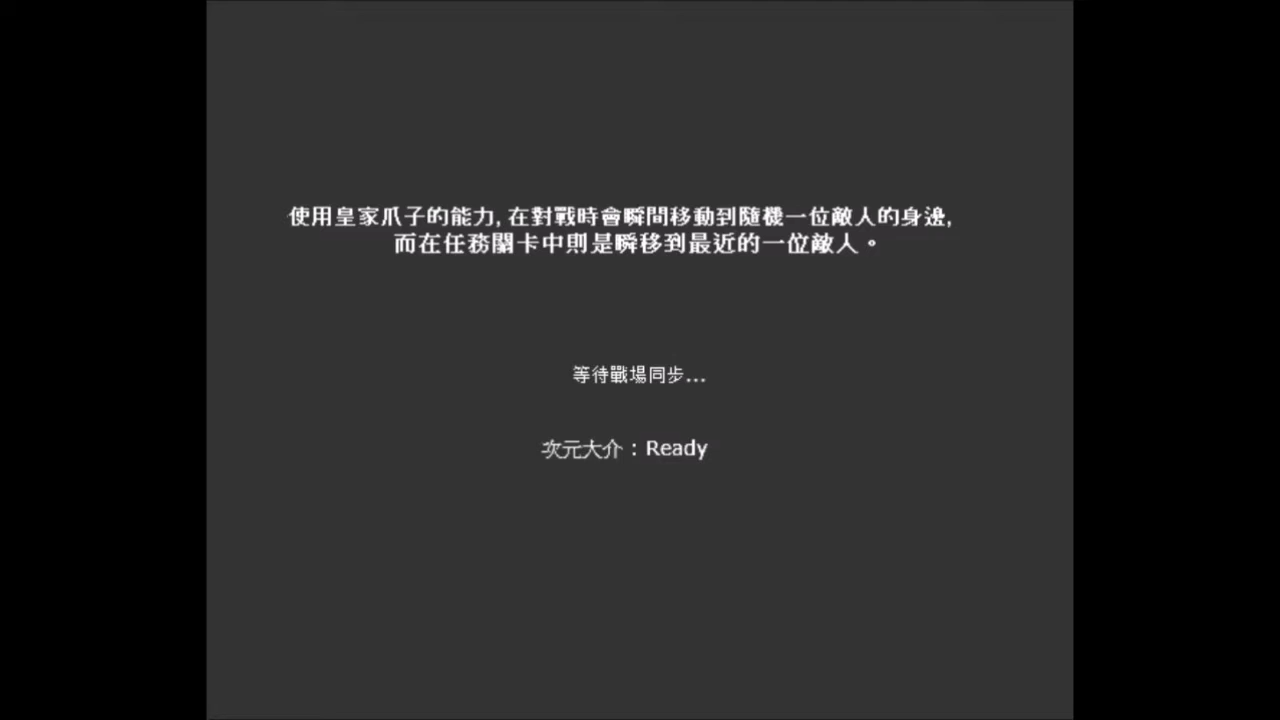 使用皇家爪子的能力, 在對戰時會瞬間移動到隨機一位敵人的身邊,
而在任務關卡中則是瞬移到最近的一位敵人。
等待戰場同步...
次元大介：Ready